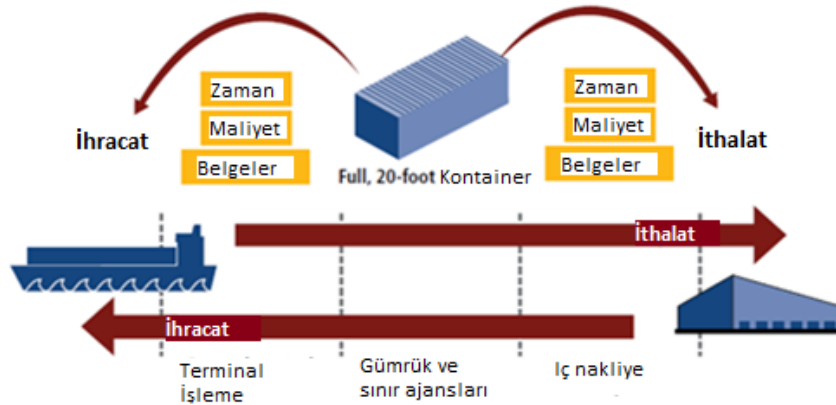 Zaman
Maliyet
Belgeler
İhracat
Full, 20-foot Kontainer
Zaman
Maliyet
Belgeler
İthalat
İthalat
İhracat
Terminal
İşleme
Gümrük ve
sınır ajansları
Iç nakliye